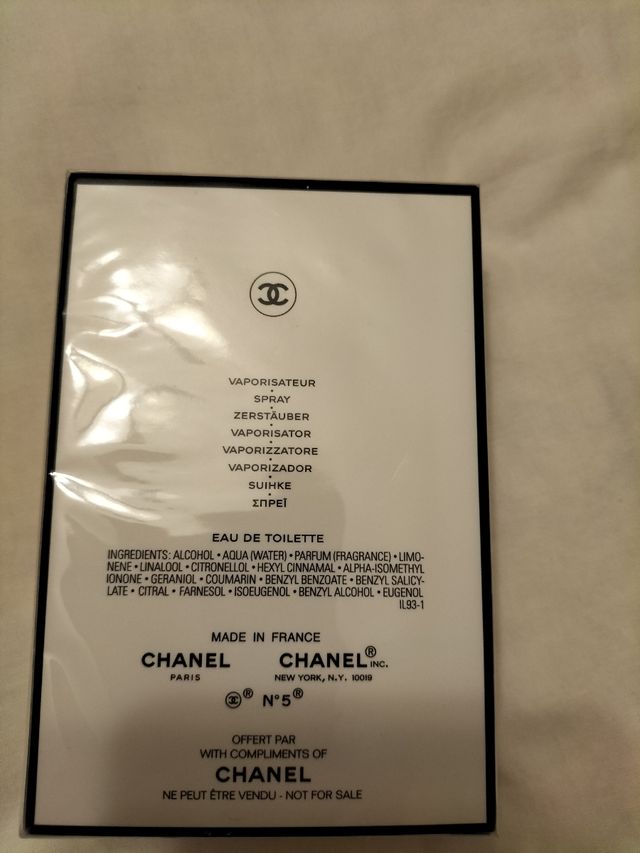 VAPORISATEUR
•
SPRAY
•
ZERSTÄUBER
•
VAPORISATOR
•
VAPORIZZATORE
•
VAPORIZADOR
•
SUIHKE
•
ΣΠΡΕΪ
EAU DE TOILETTE
INGREDIENTS: ALCOHOL • AQUA (WATER) • PARFUM (FRAGRANCE) • LIMO-
NENE • LINALOOL • CITRONELLOL • HEXYL CINNAMAL • ALPHA-ISOMETHYL
IONONE • GERANIOL • COUMARIN • BENZYL BENZOATE • BENZYL SALICY-
LATE • CITRAL • FARNESOL • ISOEUGENOL • BENZYL ALCOHOL • EUGENOL
IL93-1
MADE IN FRANCE
CHANEL CHANEL® INC.
PARIS NEW YORK, N.Y. 10019
® N°5®
OFFERT PAR
WITH COMPLIMENTS OF
CHANEL
NE PEUT ÊTRE VENDU - NOT FOR SALE